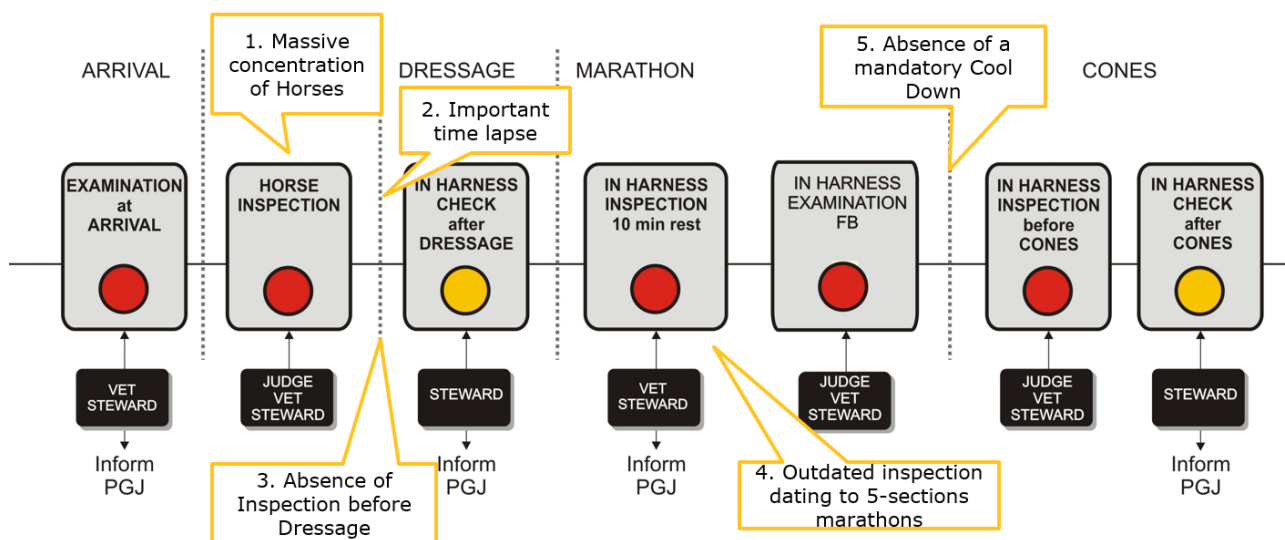 ARRIVAL
1. Massive
concentration
of Horses
DRESSAGE
MARATHON
5. Absence of a
mandatory Cool
Down
CONES
2. Important
time lapse
EXAMINATION
at
ARRIVAL
HORSE
INSPECTION
IN HARNESS
CHECK
after
DRESSAGE
IN HARNESS
INSPECTION
10 min rest
IN HARNESS
EXAMINATION
FB
IN HARNESS
INSPECTION
before
CONES
IN HARNESS
CHECK
after
CONES
VET
STEWARD
JUDGE
VET
STEWARD
STEWARD
VET
STEWARD
JUDGE
VET
STEWARD
JUDGE
VET
STEWARD
STEWARD
Inform
PGJ
3. Absence of
Inspection before
Dressage
Inform
PGJ
Inform
PGJ
4. Outdated inspection
dating to 5-sections
marathons
Inform
PGJ